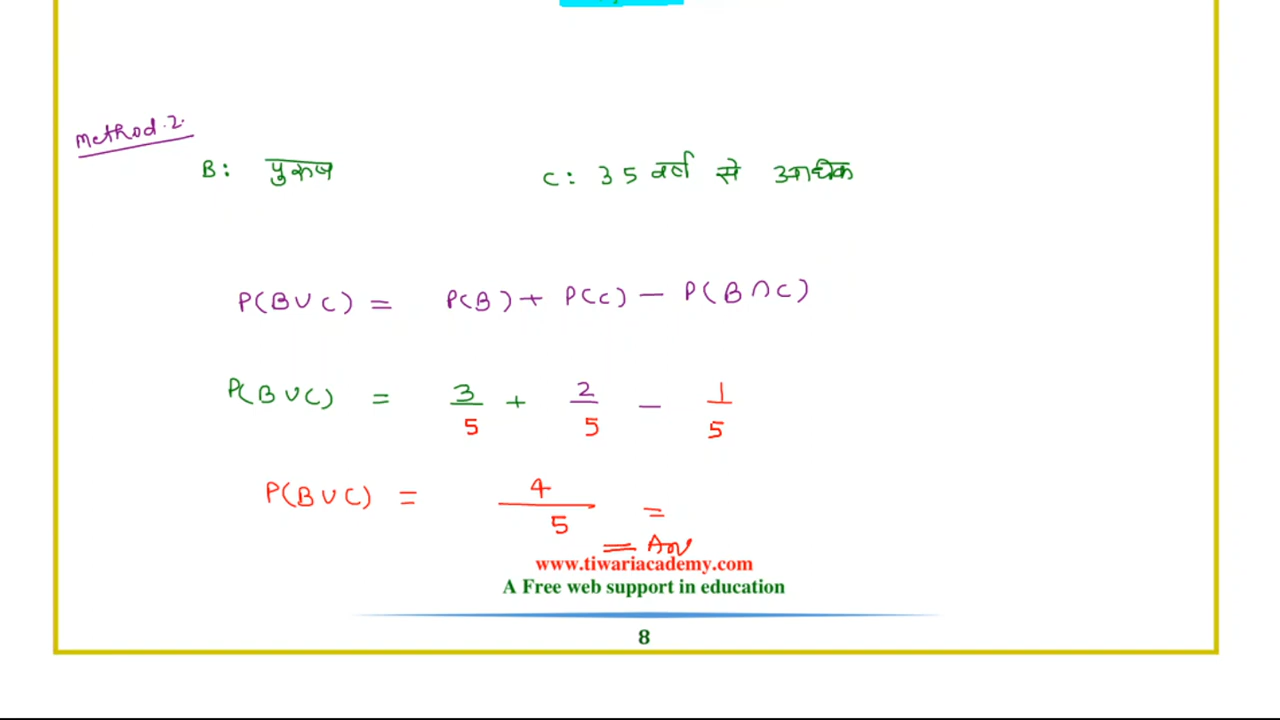 Method.2.
B: पुरूष C: 35 वर्ष से अधिक
P(B∪C) = P(B) + P(C) − P(B∩C)
P(B∪C) = 3/5 + 2/5 − 1/5
P(B∪C) = 4/5 =
= Ans
www.tiwariacademy.com
A Free web support in education
8